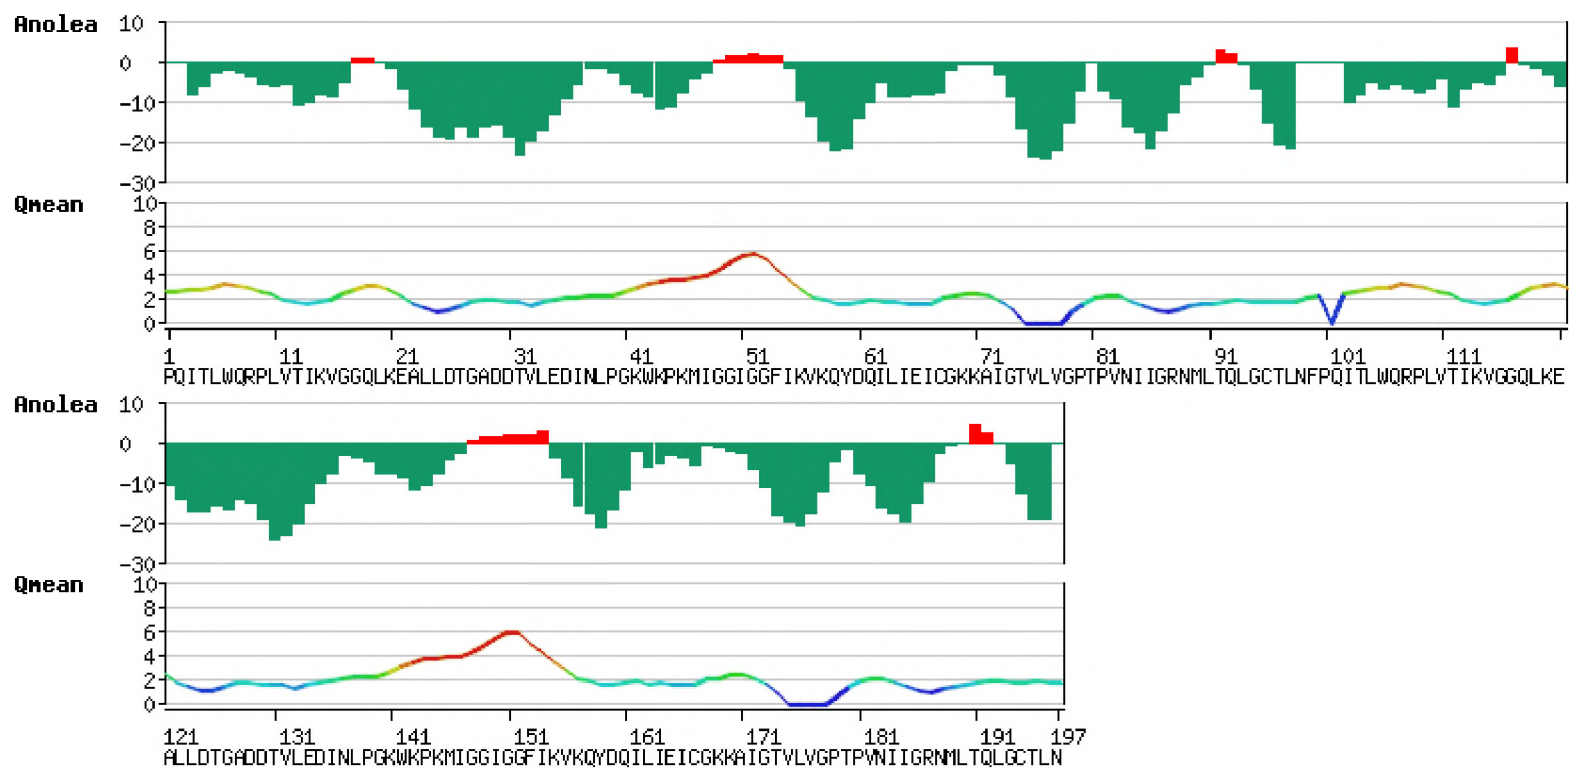 Anolea
10
0
-10
-20
-30
Qmean
10
8
6
4
2
0
1 11 21 31 41 51 61 71 81 91 101 111
PQITLWQRPLVTIKVGGQLKEALLDTGADDTVLEDINLPGKWKPKMIGGIGGFIKVKQYDQILIEICGKKAIGTVLVGPTPVNIIGRNMLTQLGCTLNFPQITLWQRPLVTIKVGGQLKE
Anolea
10
0
-10
-20
-30
Qmean
10
8
6
4
2
0
121 131 141 151 161 171 181 191 197
ALLDTGADDTVLEDINLPGKWKPKMIGGIGGFIKVKQYDQILIEICGKKAIGTVLVGPTPVNIIGRNMLTQLGCTLN